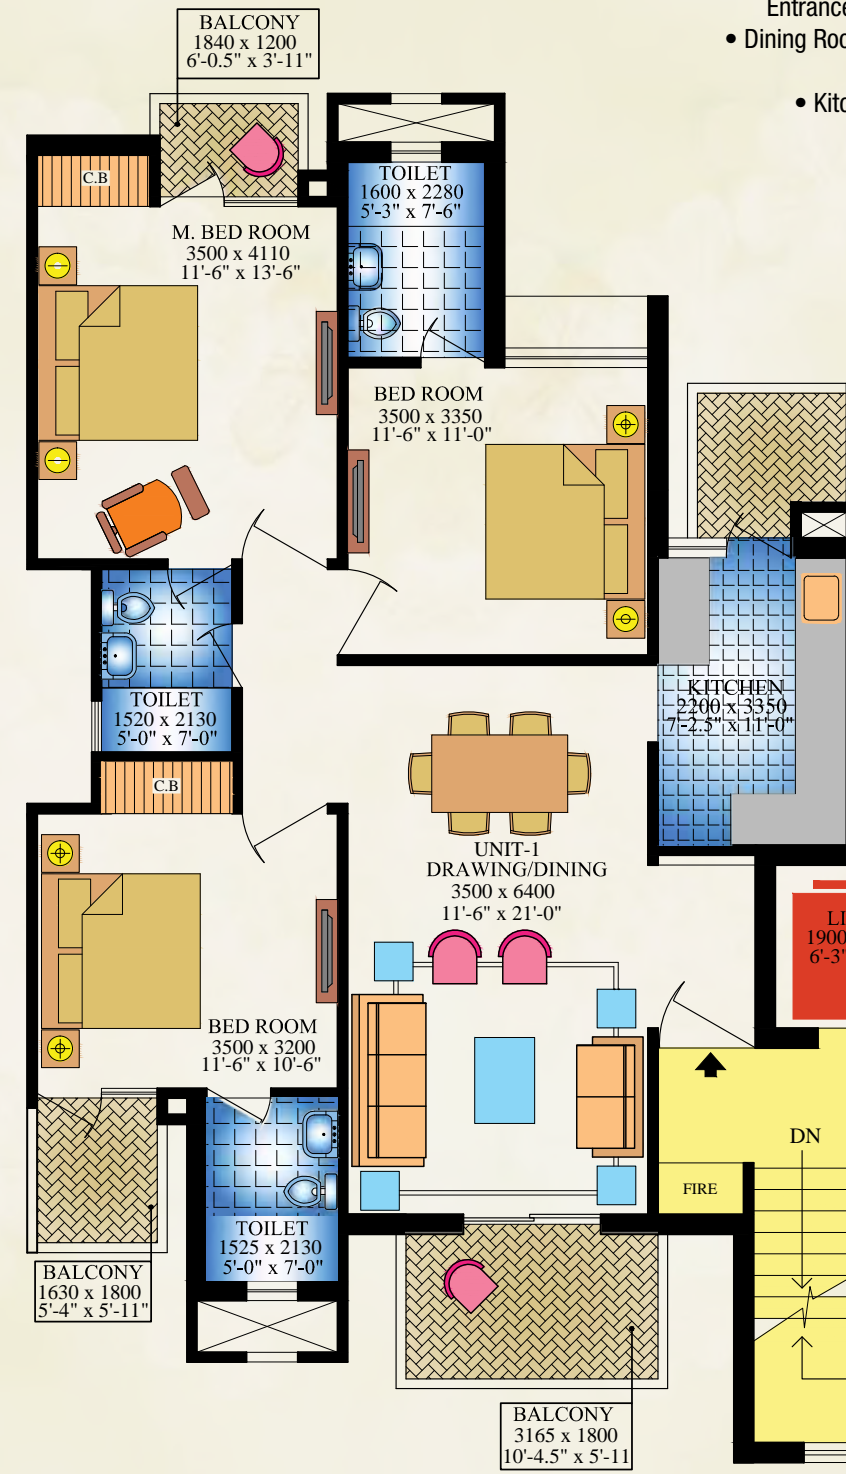 Entrance
• Dining Roo
• Kitc
BALCONY
1840 x 1200
6'-0.5" x 3'-11"
C.B
TOILET
1600 x 2280
5'-3" x 7'-6"
M. BED ROOM
3500 x 4110
11'-6" x 13'-6"
BED ROOM
3500 x 3350
11'-6" x 11'-0"
KITCHEN
2200 x 3350
7'-2.5" x 11'-0"
TOILET
1520 x 2130
5'-0" x 7'-0"
C.B
UNIT-1
DRAWING/DINING
3500 x 6400
11'-6" x 21'-0"
LI
1900
6'-3"
BED ROOM
3500 x 3200
11'-6" x 10'-6"
DN
FIRE
TOILET
1525 x 2130
5'-0" x 7'-0"
BALCONY
1630 x 1800
5'-4" x 5'-11"
BALCONY
3165 x 1800
10'-4.5" x 5'-11